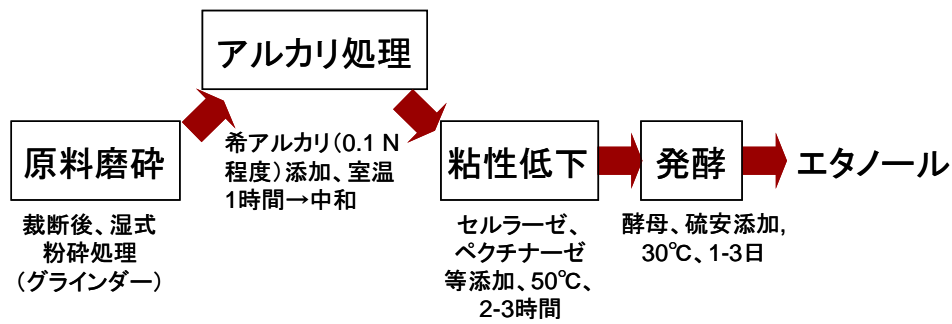 アルカリ処理
原料磨砕
裁断後、湿式
粉砕処理
（グラインダー）
希アルカリ（0.1 N
程度）添加、室温
1時間→中和
粘性低下
セルラーゼ、
ペクチナーゼ
等添加、50℃、
2-3時間
発酵
酵母、硫安添加,
30℃、1-3日
エタノール